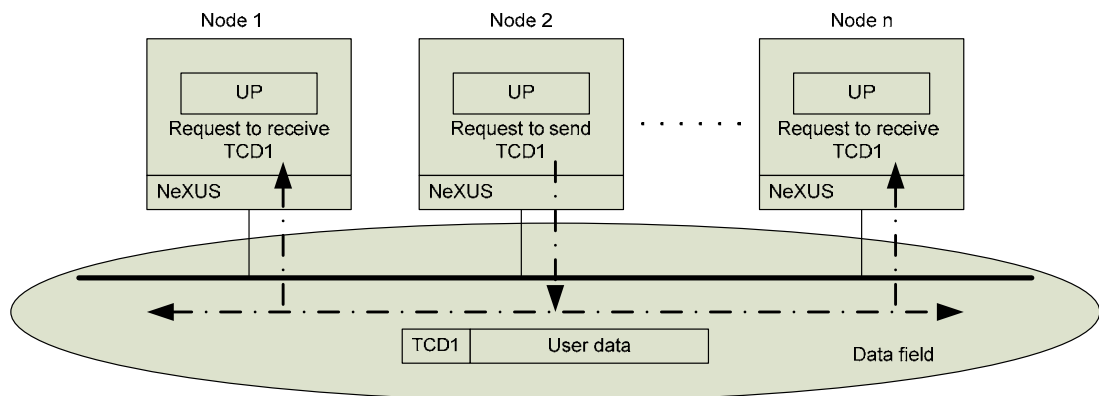 Node 1
Node 2
Node n
UP
UP
UP
Request to receive
TCD1
Request to send
TCD1
. . . . . . .
Request to receive
TCD1
NeXUS
NeXUS
NeXUS
TCD1
User data
Data field